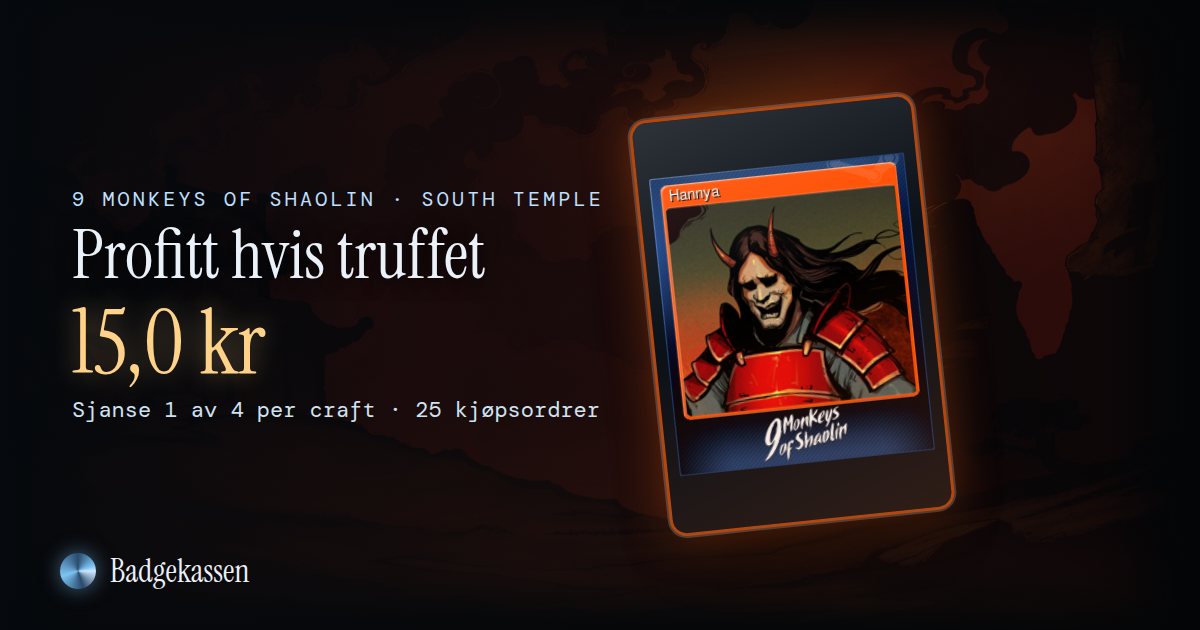 9 MONKEYS OF SHAOLIN · SOUTH TEMPLE
Profitt hvis truffet
15,0 kr
Sjanse 1 av 4 per craft · 25 kjøpsordrer
Hannya
9 Monkeys
of Shaolin
Badgekassen